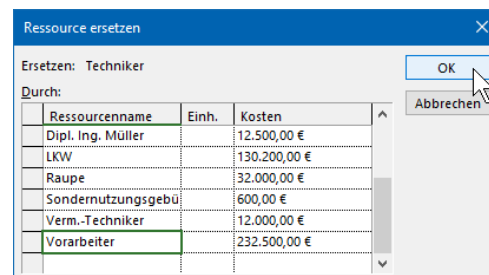 Ressource ersetzen
Ersetzen: Techniker
OK
Durch:
Abbrechen
Ressourcenname Einh. Kosten
Dipl. Ing. Müller 12.500,00 €
LKW 130.200,00 €
Raupe 32.000,00 €
Sondernutzungsgebü 600,00 €
Verm.-Techniker 12.000,00 €
Vorarbeiter 232.500,00 €